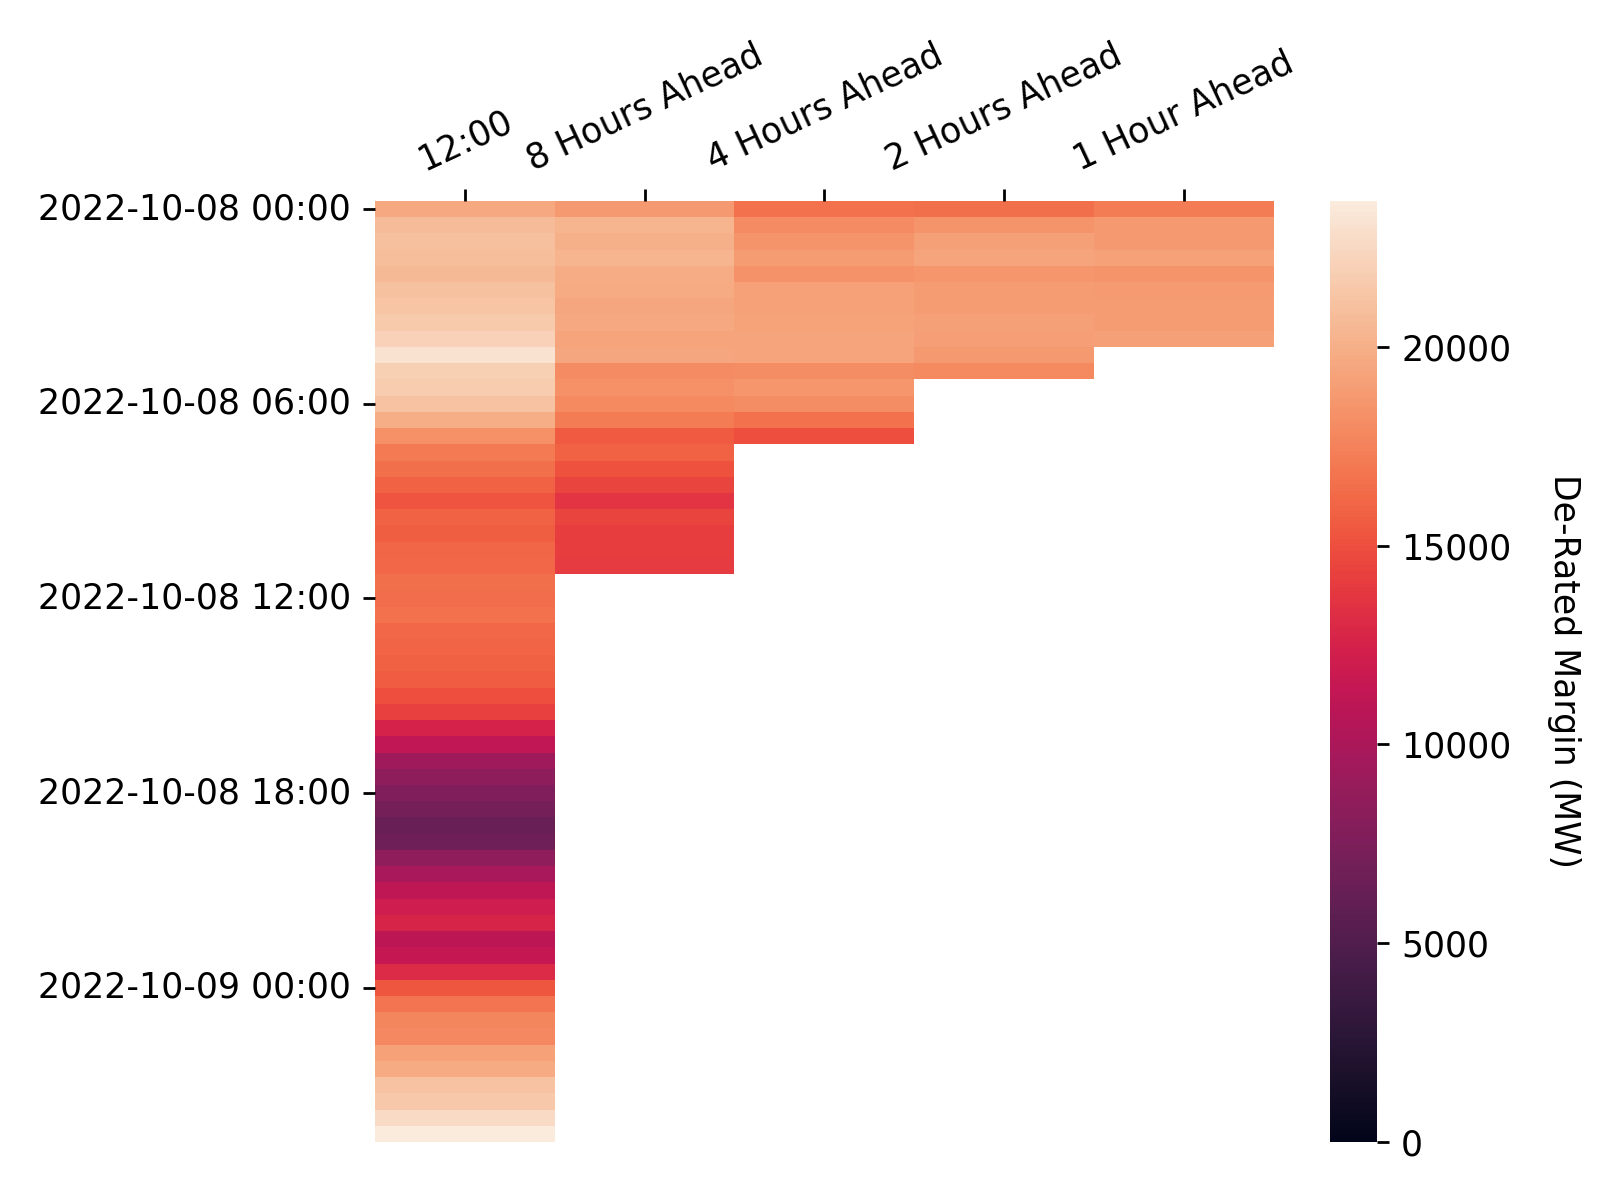 12:00
8 Hours Ahead
4 Hours Ahead
2 Hours Ahead
1 Hour Ahead
2022-10-08 00:00
2022-10-08 06:00
2022-10-08 12:00
2022-10-08 18:00
2022-10-09 00:00
20000
15000
10000
5000
0
De-Rated Margin (MW)